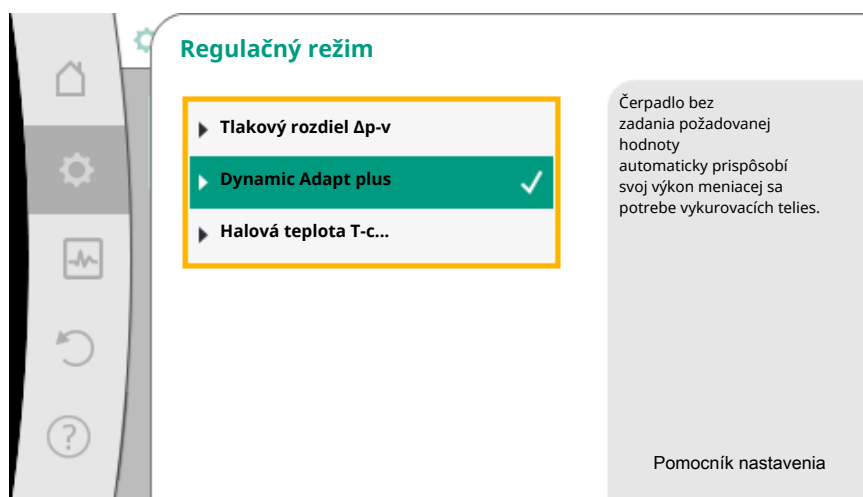 Regulačný režim
Tlakový rozdiel Δp-v
Dynamic Adapt plus
Halová teplota T-c...
Čerpadlo bez
zadania požadovanej
hodnoty
automaticky prispôsobí
svoj výkon meniacej sa
potrebe vykurovacích telies.
Pomocník nastavenia
?